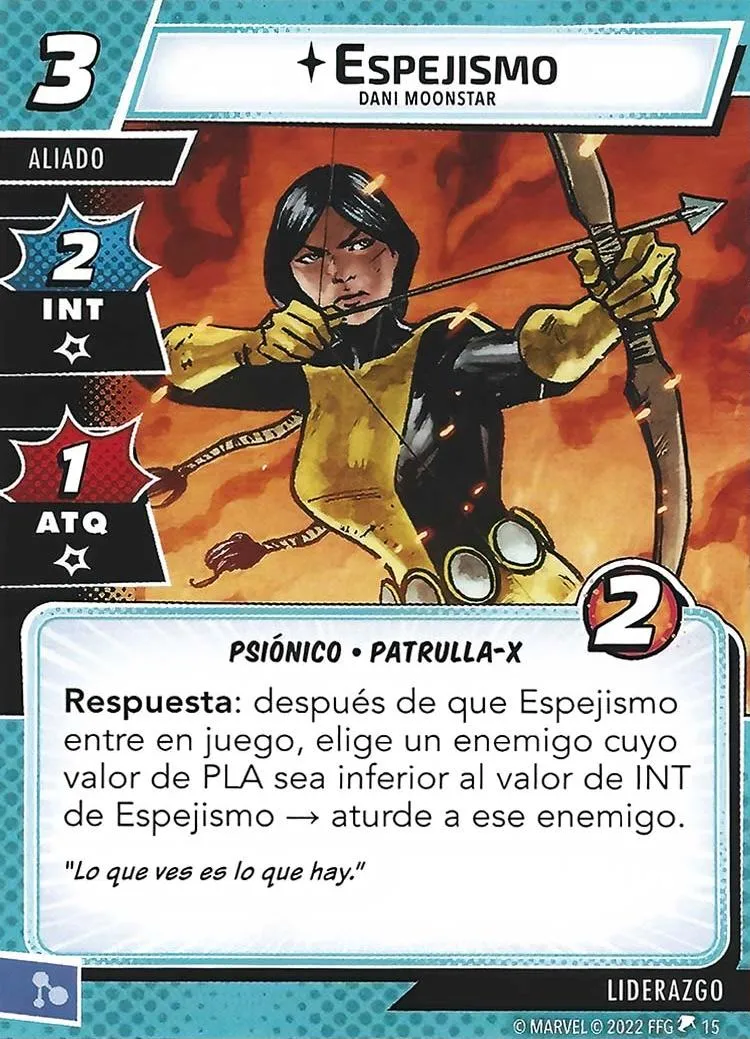 3
ESPEJISMO
DANI MOONSTAR
ALIADO
2
INT
1
ATQ
2
PSIÓNICO • PATRULLA-X
Respuesta: después de que Espejismo
entre en juego, elige un enemigo cuyo
valor de PLA sea inferior al valor de INT
de Espejismo → aturde a ese enemigo.
"Lo que ves es lo que hay."
LIDERAZGO
© MARVEL © 2022 FFG 15